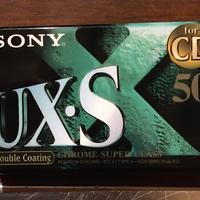 SONY
for
CD
50
UX·S
Double Coating
CHROME SUPER CLASS